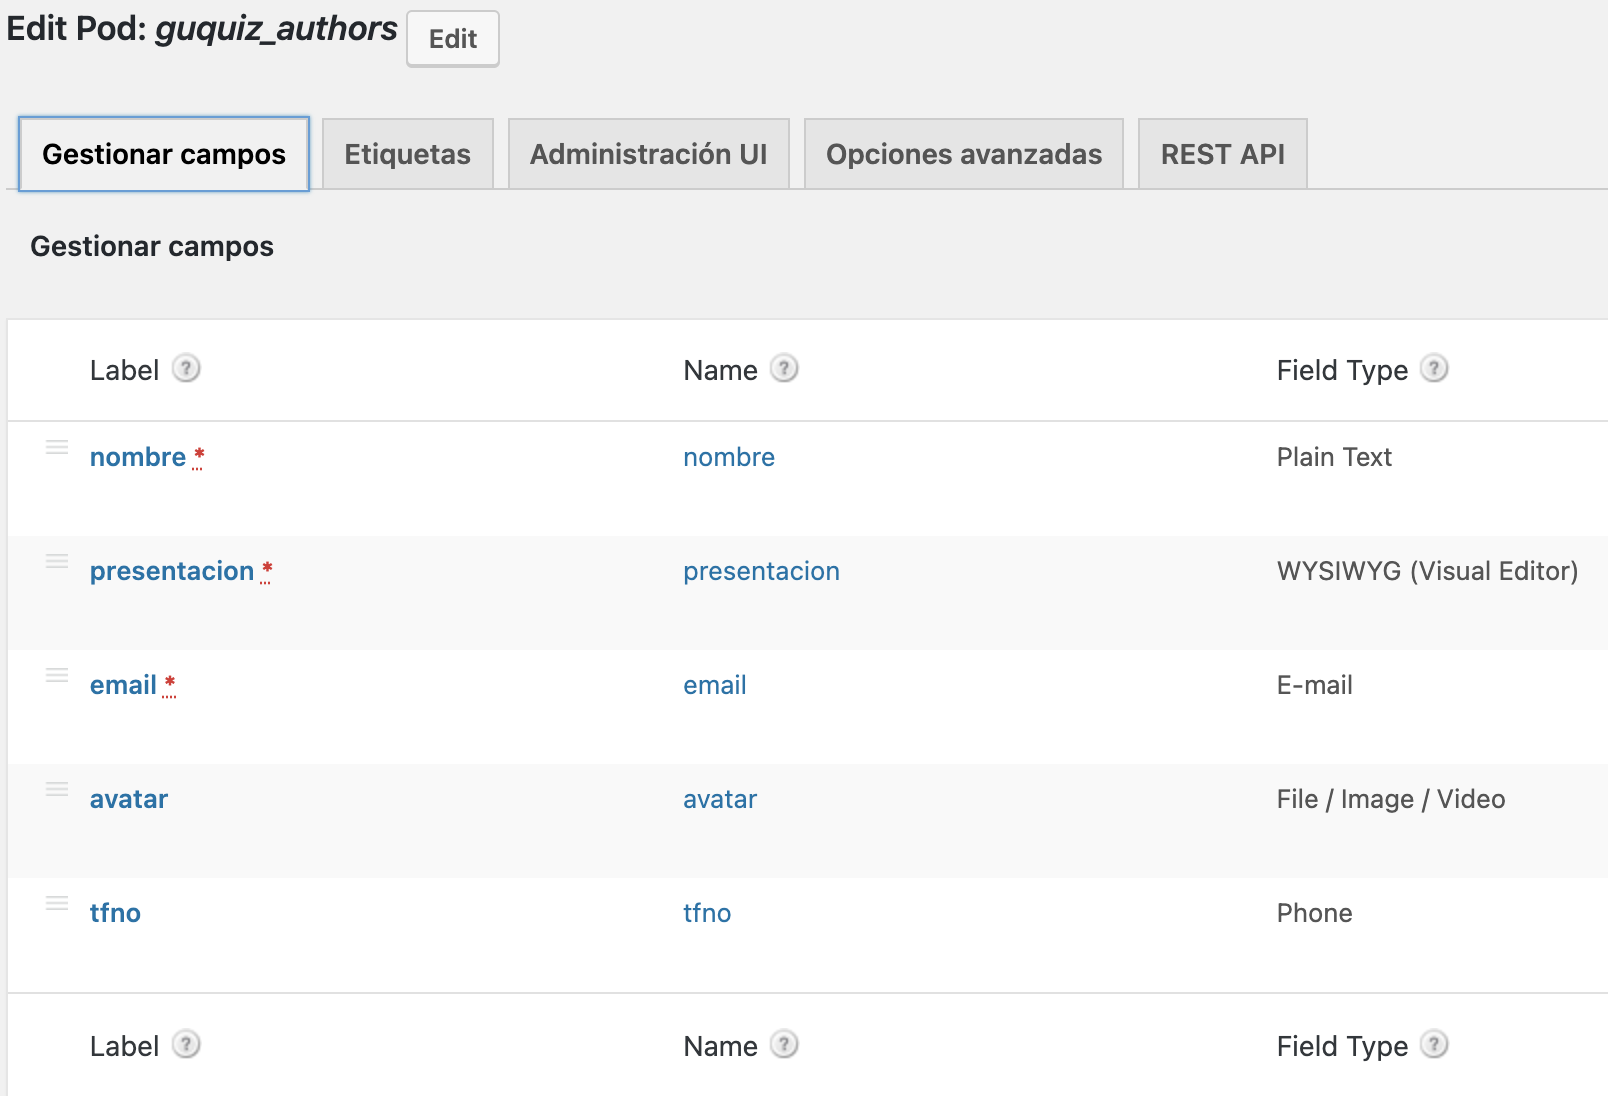 Edit Pod: guquiz_authors Edit
Gestionar campos Etiquetas Administración UI Opciones avanzadas REST API
Gestionar campos
Label ? Name ? Field Type ?
nombre * nombre Plain Text
presentacion * presentacion WYSIWYG (Visual Editor)
email * email E-mail
avatar avatar File / Image / Video
tfno tfno Phone
Label ? Name ? Field Type ?